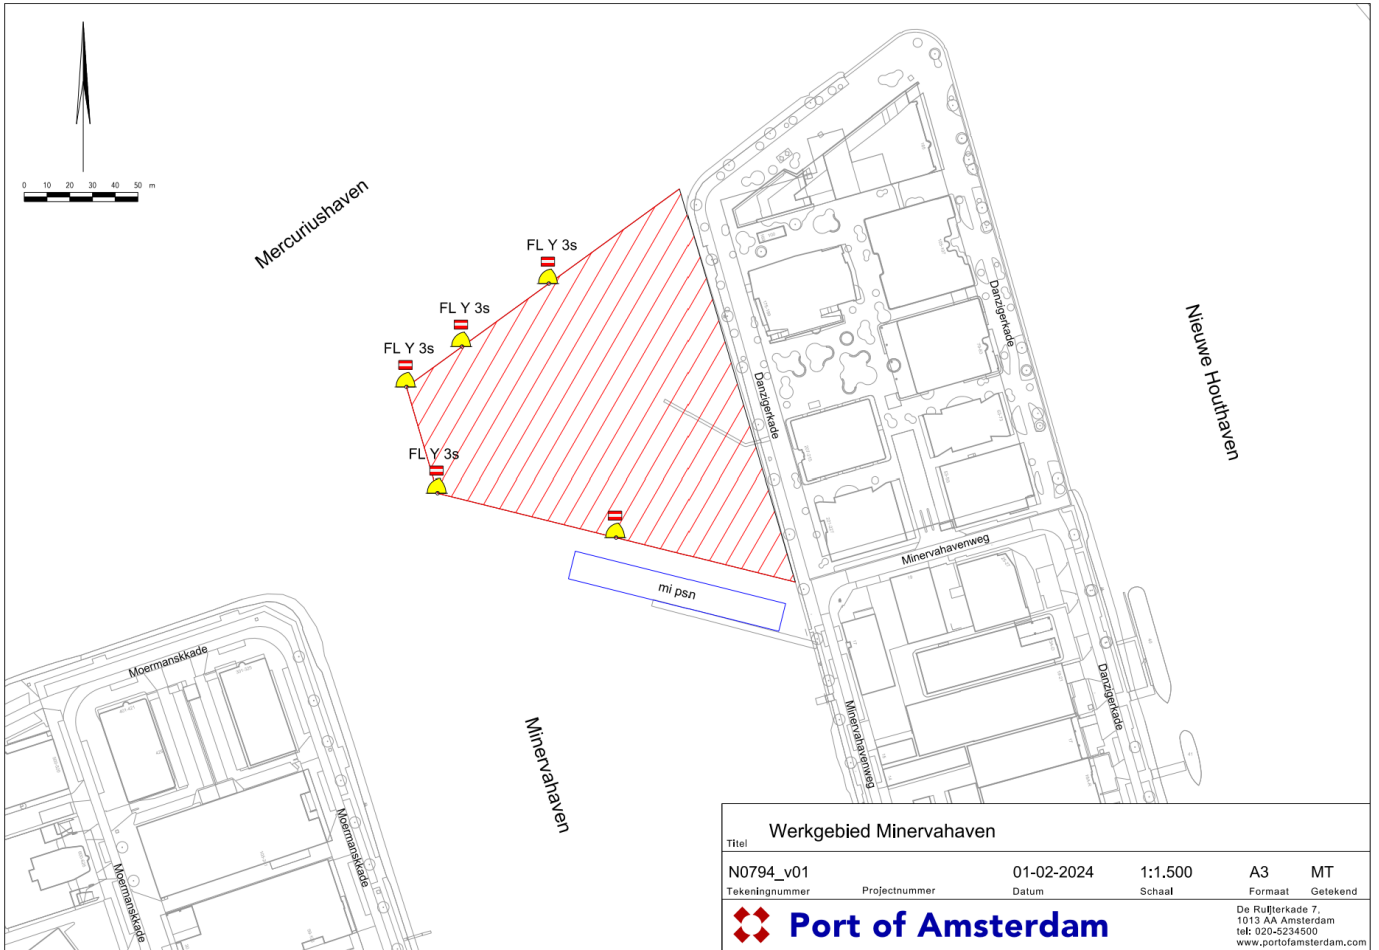 0 10 20 30 40 50 m
Mercuriushaven
FL Y 3s
FL Y 3s
FL Y 3s
FL Y 3s
Danzigerkade
Danzigerkade
Nieuwe Houthaven
Minervahavenweg
mi psn
Moermanskkade
Minervahaven
Minervahavenweg
Danzigerkade
Moermanskkade
Moermanskkade
Titel Werkgebied Minervahaven
N0794_v01 01-02-2024 1:1.500 A3 MT
Tekeningnummer Projectnummer Datum Schaal Formaat Getekend
Port of Amsterdam
De Ruijterkade 7,
1013 AA Amsterdam
tel: 020-5234500
www.portofamsterdam.com